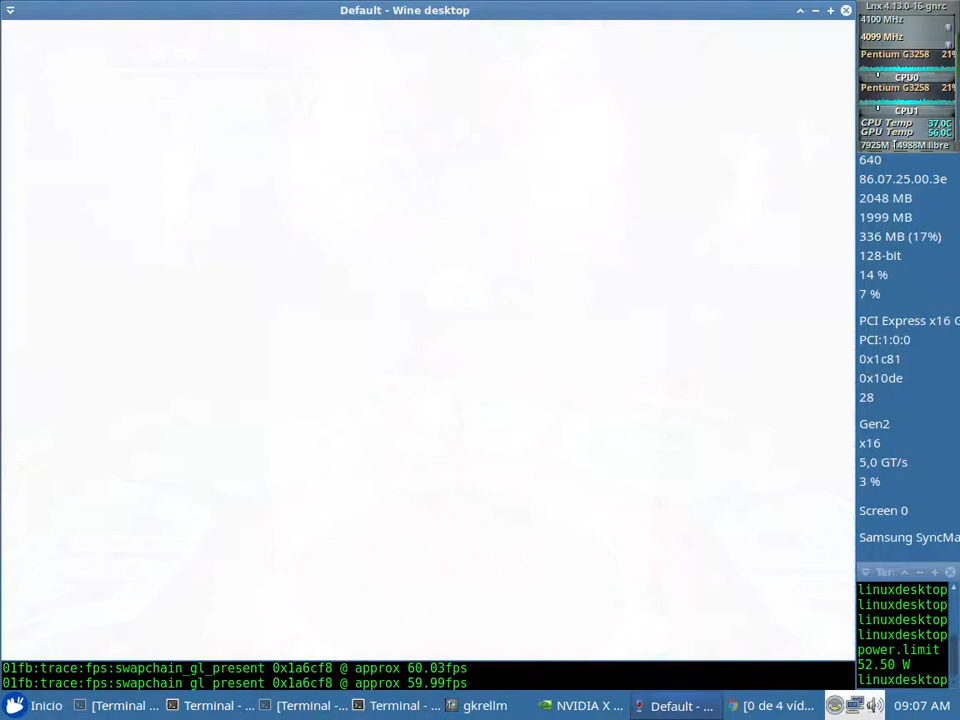 Default - Wine desktop
Lnx 4.13.0-16-gnrc
4100 MHz
4099 MHz
Pentium G3258 21%
CPU0
Pentium G3258 21%
CPU1
CPU Temp 37,0C
GPU Temp 56,0C
7925M 4988M libre
640
86.07.25.00.3e
2048 MB
1999 MB
336 MB (17%)
128-bit
14 %
7 %
PCI Express x16 G
PCI:1:0:0
0x1c81
0x10de
28
Gen2
x16
5,0 GT/s
3 %
Screen 0
Samsung SyncMa
linuxdesktop
linuxdesktop
linuxdesktop
linuxdesktop
power.limit
52.50 W
linuxdesktop
01fb:trace:fps:swapchain_gl_present 0x1a6cf8 @ approx 60.03fps
01fb:trace:fps:swapchain_gl_present 0x1a6cf8 @ approx 59.99fps
Inicio [Terminal ... Terminal - ... [Terminal -... Terminal - ... gkrellm NVIDIA X ... Default - ... [0 de 4 víd... 09:07 AM